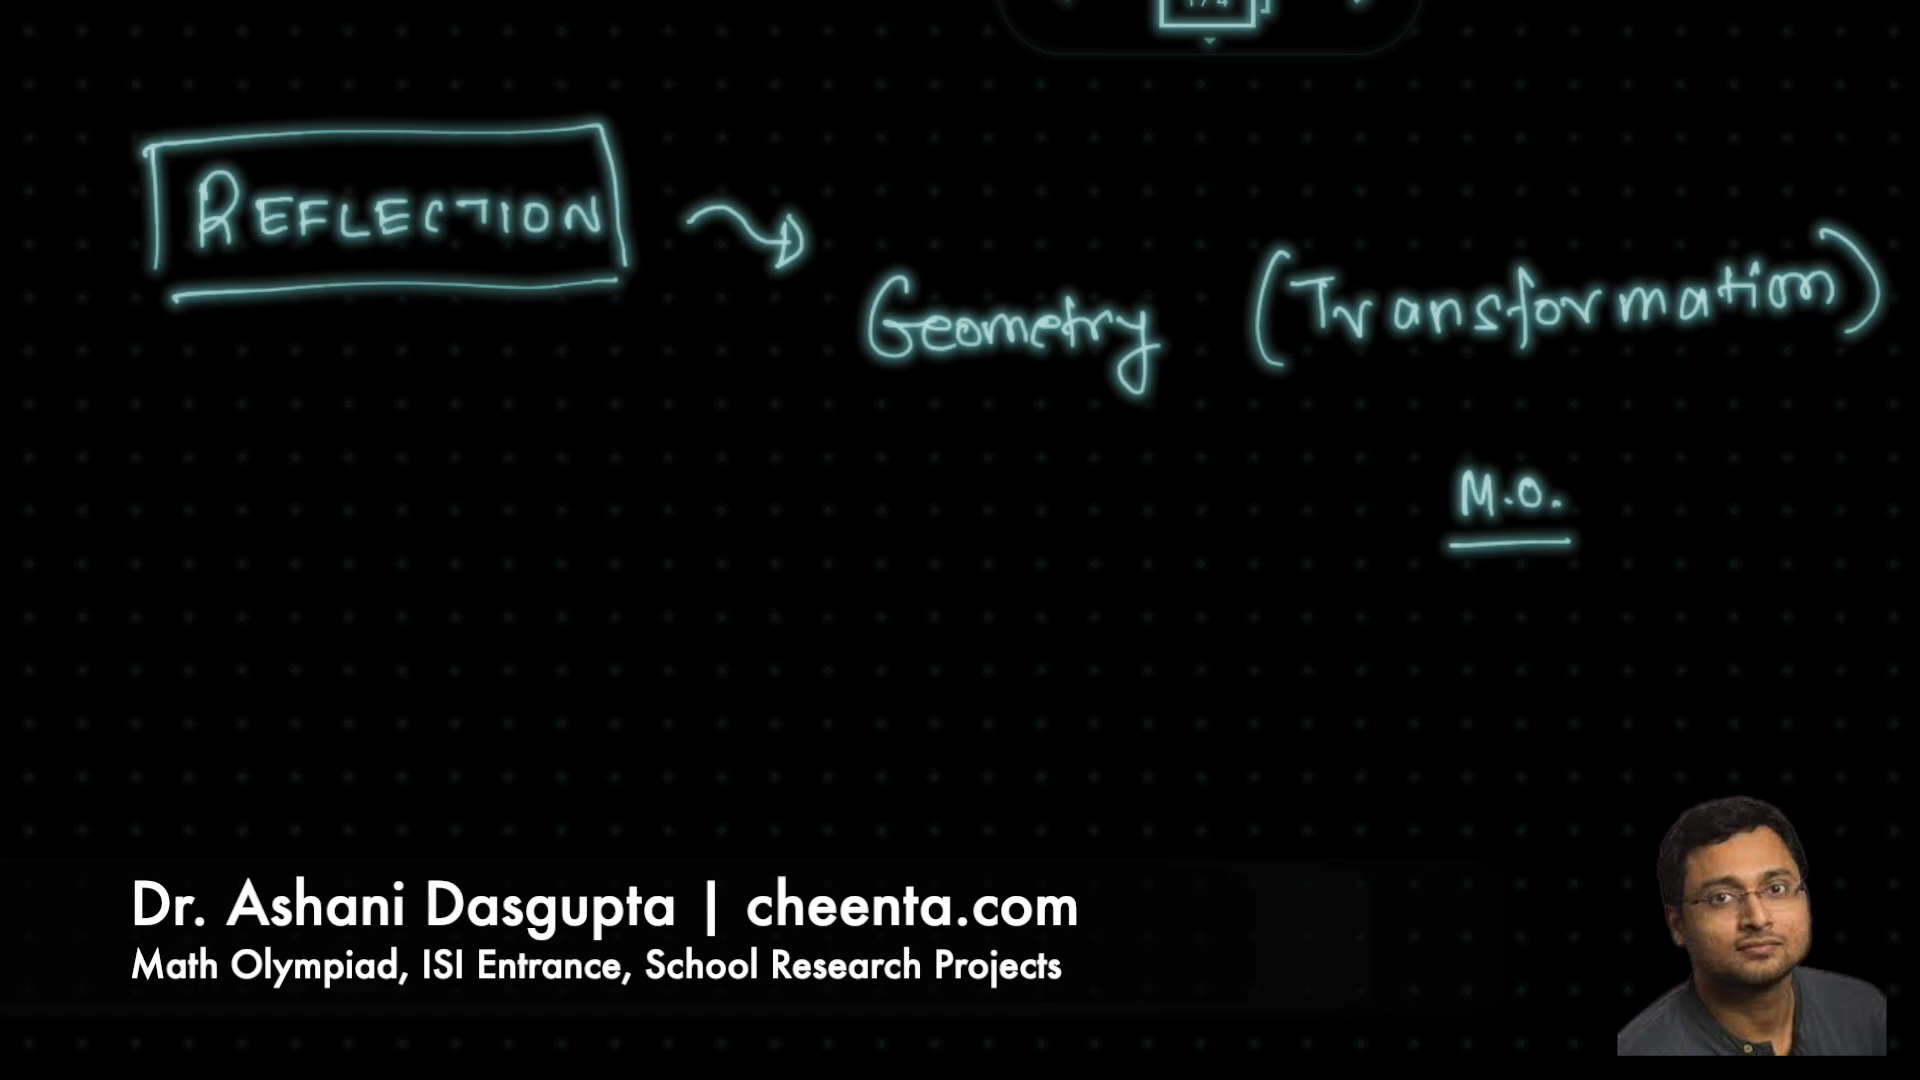 REFLECTION
Geometry (Transformation)
M.O.
Dr. Ashani Dasgupta | cheenta.com
Math Olympiad, ISI Entrance, School Research Projects